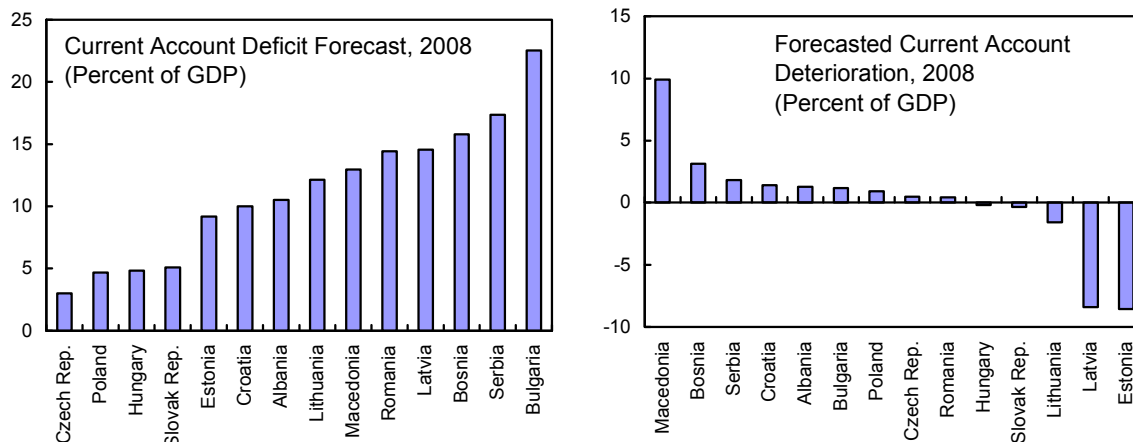 Current Account Deficit Forecast, 2008
(Percent of GDP)
25
20
15
10
5
0
Czech Rep.
Poland
Hungary
Slovak Rep.
Estonia
Croatia
Albania
Lithuania
Macedonia
Romania
Latvia
Bosnia
Serbia
Bulgaria
Forecasted Current Account
Deterioration, 2008
(Percent of GDP)
15
10
5
0
-5
-10
Macedonia
Bosnia
Serbia
Croatia
Albania
Bulgaria
Poland
Czech Rep.
Romania
Hungary
Slovak Rep.
Lithuania
Latvia
Estonia